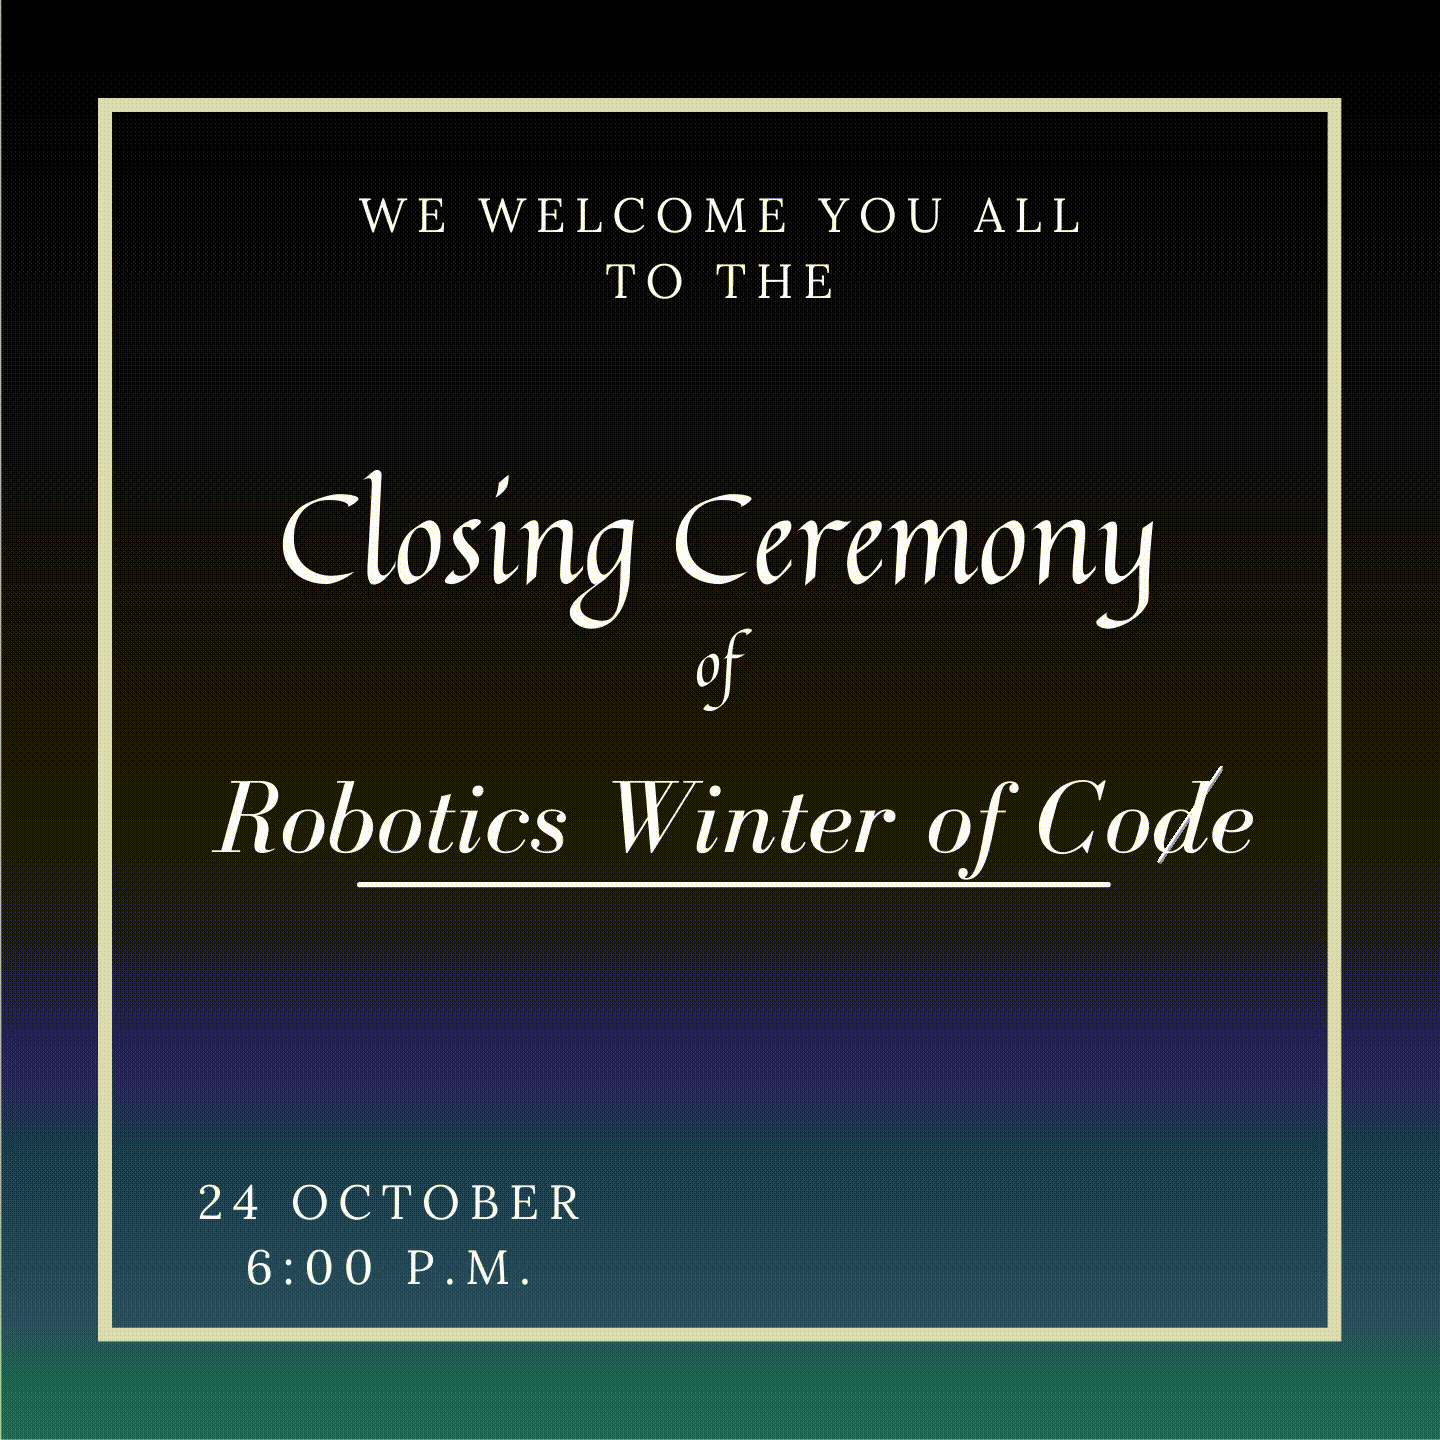 WE WELCOME YOU ALL
TO THE
Closing Ceremony
of
Robotics Winter of Code
24 OCTOBER
6:00 P.M.